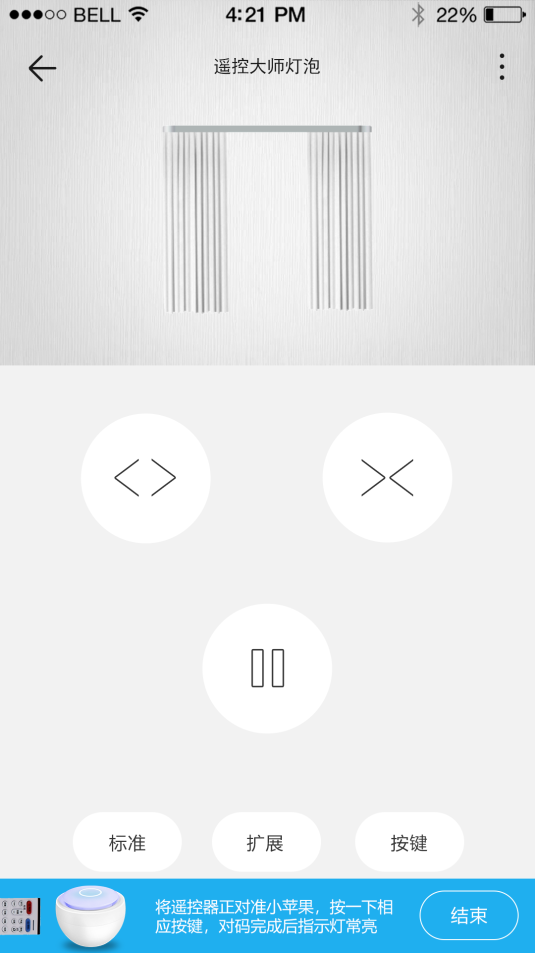 BELL 4:21 PM 22%
遥控大师灯泡
标准 扩展 按键
将遥控器正对准小苹果，按一下相
应按键，对码完成后指示灯常亮
结束